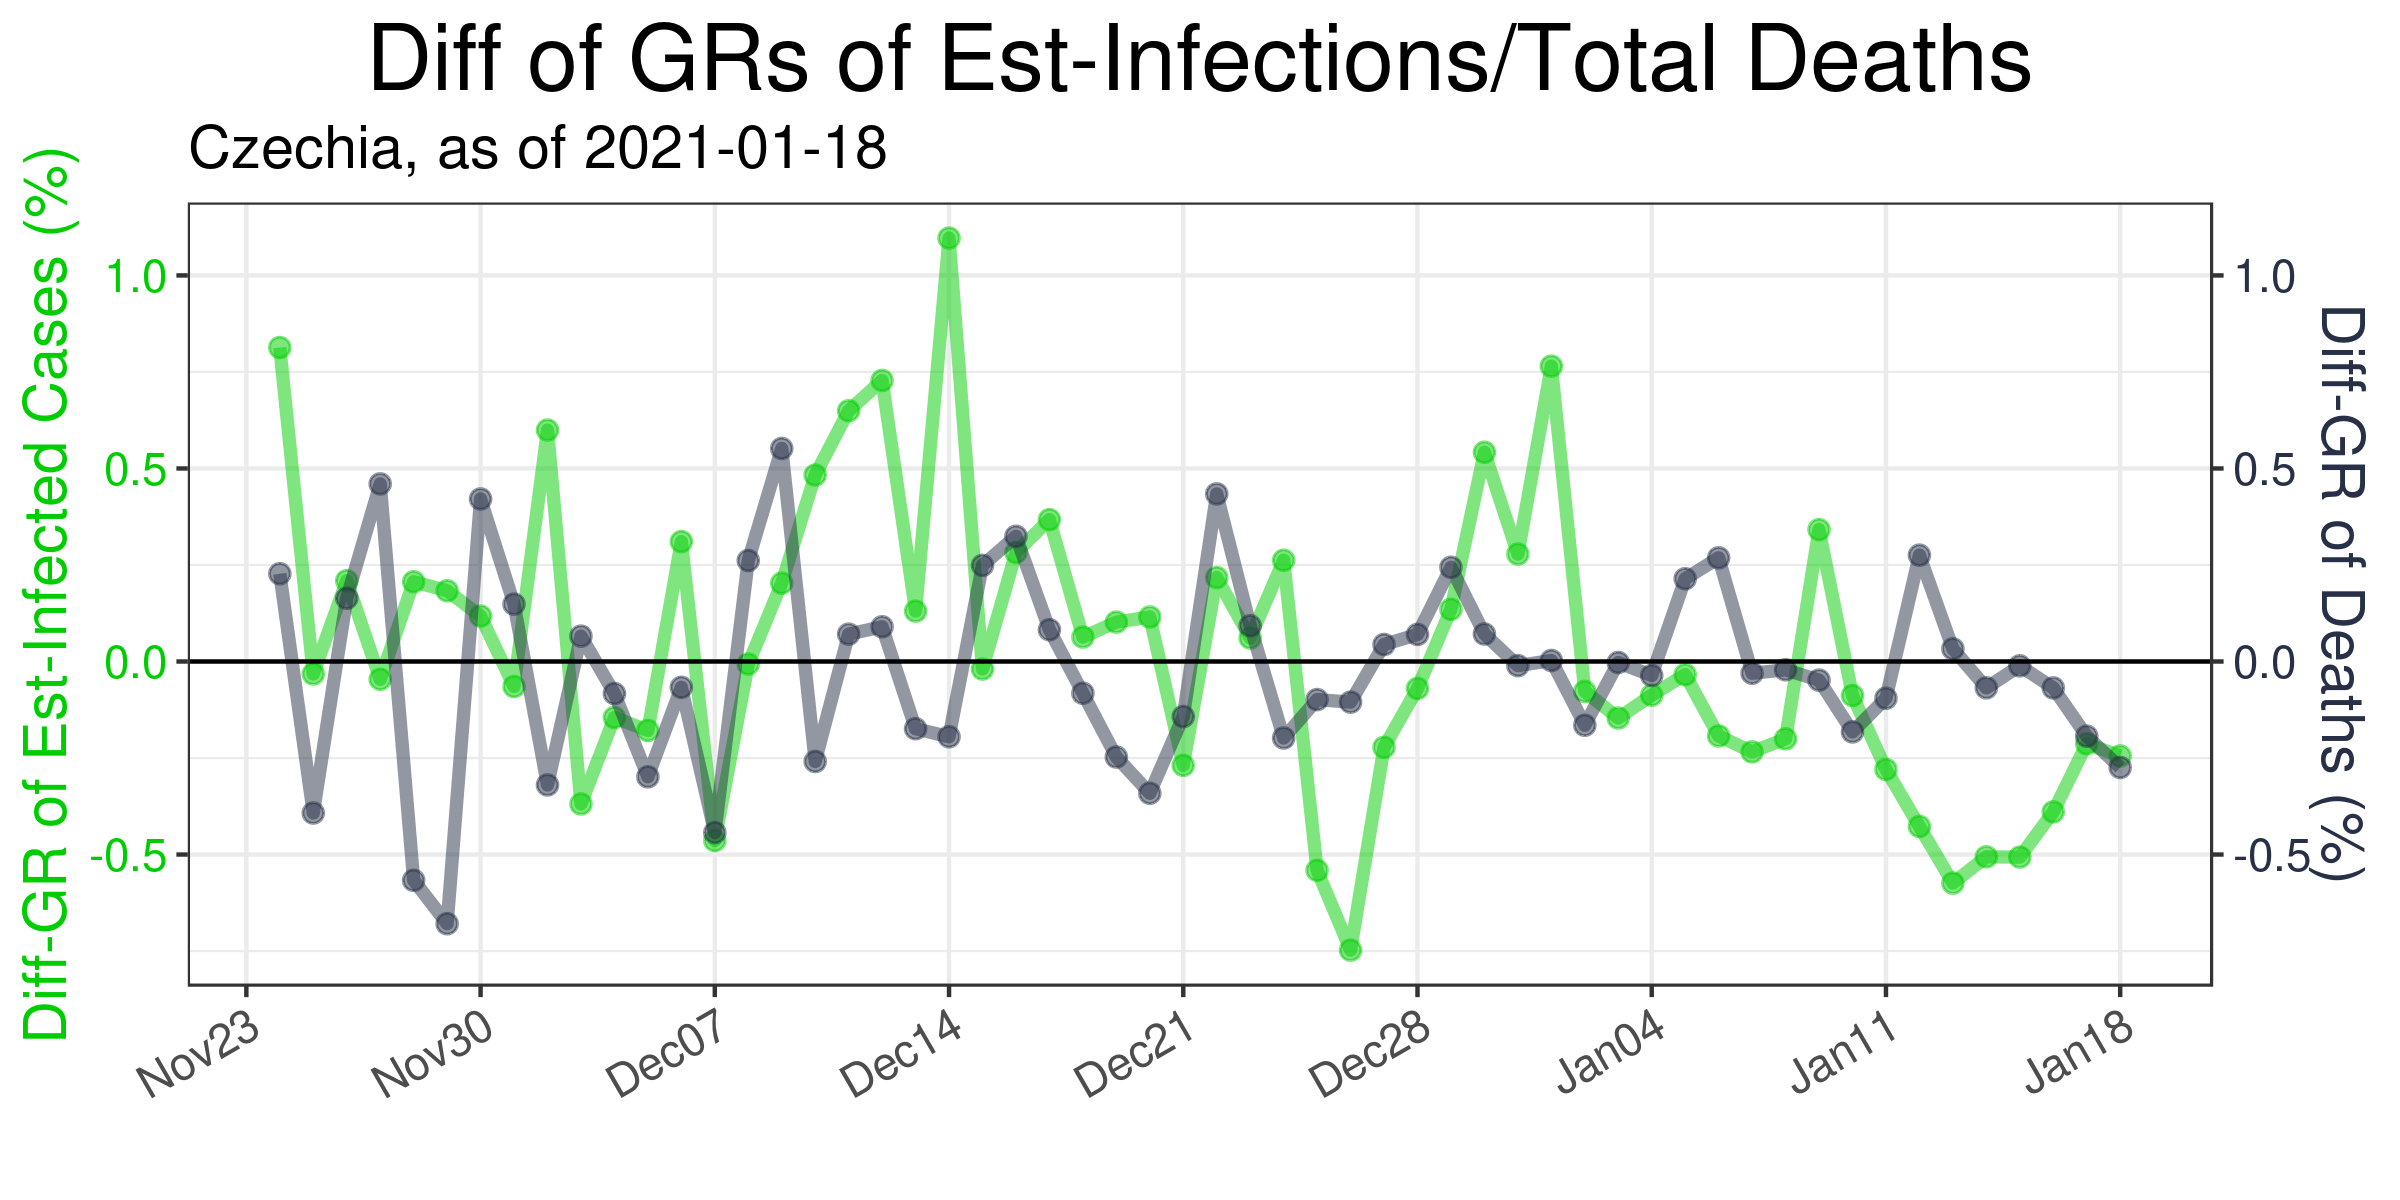 Diff of GRs of Est-Infections/Total Deaths
Czechia, as of 2021-01-18
Diff-GR of Est-Infected Cases (%)
1.0
0.5
0.0
-0.5
1.0
0.5
0.0
-0.5
Diff-GR of Deaths (%)
Nov23
Nov30
Dec07
Dec14
Dec21
Dec28
Jan04
Jan11
Jan18